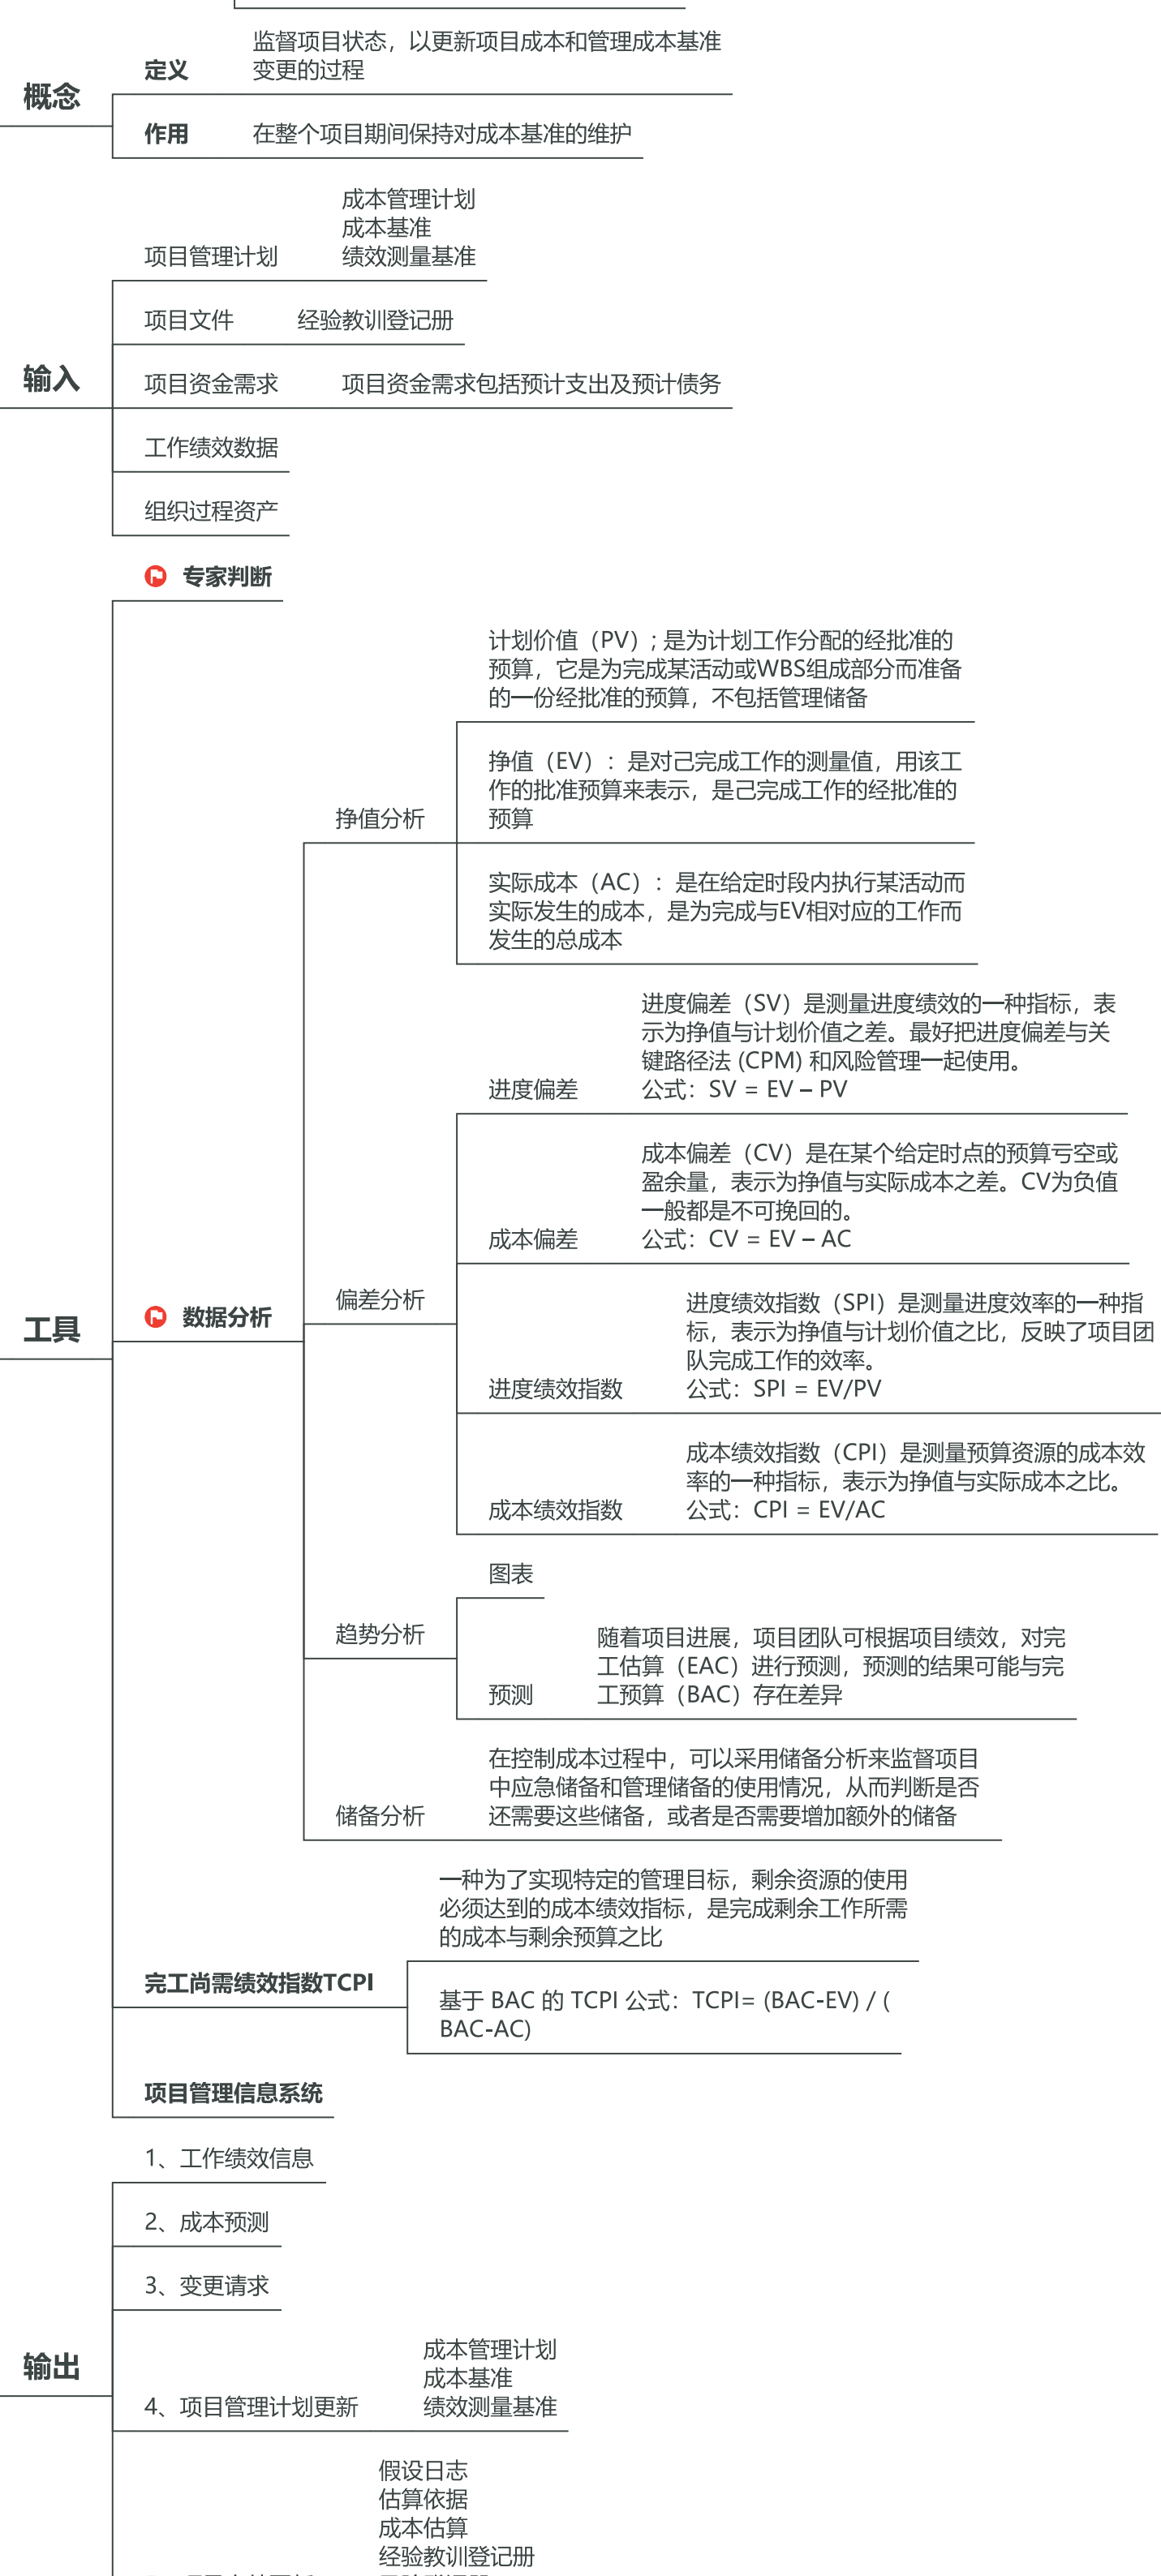 概念
定义
监督项目状态，以更新项目成本和管理成本基准
变更的过程
作用
在整个项目期间保持对成本基准的维护
输入
项目管理计划
成本管理计划
成本基准
绩效测量基准
项目文件
经验教训登记册
项目资金需求
项目资金需求包括预计支出及预计债务
工作绩效数据
组织过程资产
工具
专家判断
数据分析
挣值分析
计划价值（PV）; 是为计划工作分配的经批准的
预算，它是为完成某活动或WBS组成部分而准备
的一份经批准的预算，不包括管理储备
挣值（EV）：是对己完成工作的测量值，用该工
作的批准预算来表示，是己完成工作的经批准的
预算
实际成本（AC）：是在给定时段内执行某活动而
实际发生的成本，是为完成与EV相对应的工作而
发生的总成本
偏差分析
进度偏差
进度偏差（SV）是测量进度绩效的一种指标，表
示为挣值与计划价值之差。最好把进度偏差与关
键路径法 (CPM) 和风险管理一起使用。
公式：SV = EV – PV
成本偏差
成本偏差（CV）是在某个给定时点的预算亏空或
盈余量，表示为挣值与实际成本之差。CV为负值
一般都是不可挽回的。
公式：CV = EV – AC
进度绩效指数
进度绩效指数（SPI）是测量进度效率的一种指
标，表示为挣值与计划价值之比，反映了项目团
队完成工作的效率。
公式：SPI = EV/PV
成本绩效指数
成本绩效指数（CPI）是测量预算资源的成本效
率的一种指标，表示为挣值与实际成本之比。
公式：CPI = EV/AC
趋势分析
图表
预测
随着项目进展，项目团队可根据项目绩效，对完
工估算（EAC）进行预测，预测的结果可能与完
工预算（BAC）存在差异
储备分析
在控制成本过程中，可以采用储备分析来监督项目
中应急储备和管理储备的使用情况，从而判断是否
还需要这些储备，或者是否需要增加额外的储备
完工尚需绩效指数TCPI
一种为了实现特定的管理目标，剩余资源的使用
必须达到的成本绩效指标，是完成剩余工作所需
的成本与剩余预算之比
基于 BAC 的 TCPI 公式：TCPI= (BAC-EV) / (
BAC-AC)
项目管理信息系统
输出
1、工作绩效信息
2、成本预测
3、变更请求
4、项目管理计划更新
成本管理计划
成本基准
绩效测量基准
假设日志
估算依据
成本估算
经验教训登记册